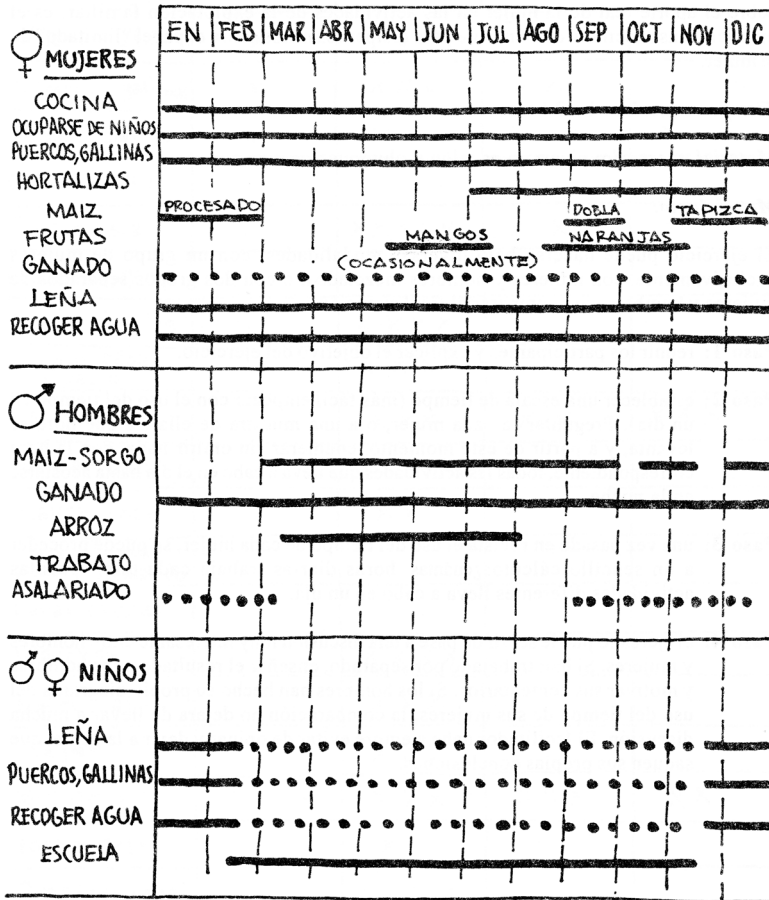 EN FEB MAR ABR MAY JUN JUL AGO SEP OCT NOV DIC
♀ MUJERES
COCINA
OCUPARSE DE NIÑOS
PUERCOS, GALLINAS
HORTALIZAS
MAIZ PROCESADO DOBLA TAPIZCA
FRUTAS MANGOS NARANJAS
GANADO (OCASIONALMENTE)
LEÑA
RECOGER AGUA
♂ HOMBRES
MAIZ-SORGO
GANADO
ARROZ
TRABAJO
ASALARIADO
♂ ♀ NIÑOS
LEÑA
PUERCOS, GALLINAS
RECOGER AGUA
ESCUELA